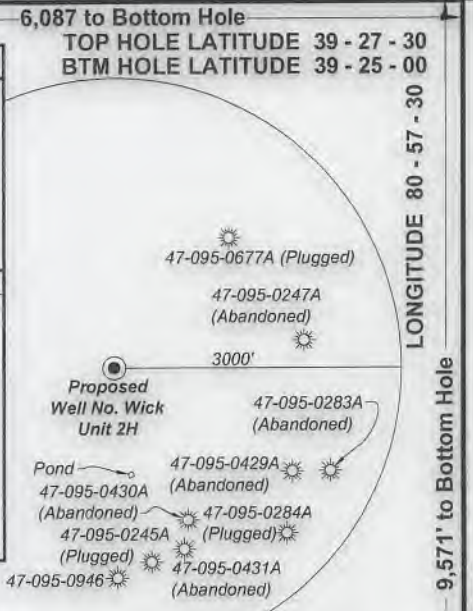 6,087 to Bottom Hole
TOP HOLE LATITUDE 39 - 27 - 30
BTM HOLE LATITUDE 39 - 25 - 00
LONGITUDE 80 - 57 - 30
47-095-0677A (Plugged)
47-095-0247A
(Abandoned)
3000'
Proposed
Well No. Wick
Unit 2H
47-095-0283A
(Abandoned)
9,571' to Bottom Hole
Pond
47-095-0429A
(Abandoned)
47-095-0430A
(Abandoned)
47-095-0284A
(Plugged)
47-095-0245A
(Plugged)
47-095-0431A
(Abandoned)
47-095-0946